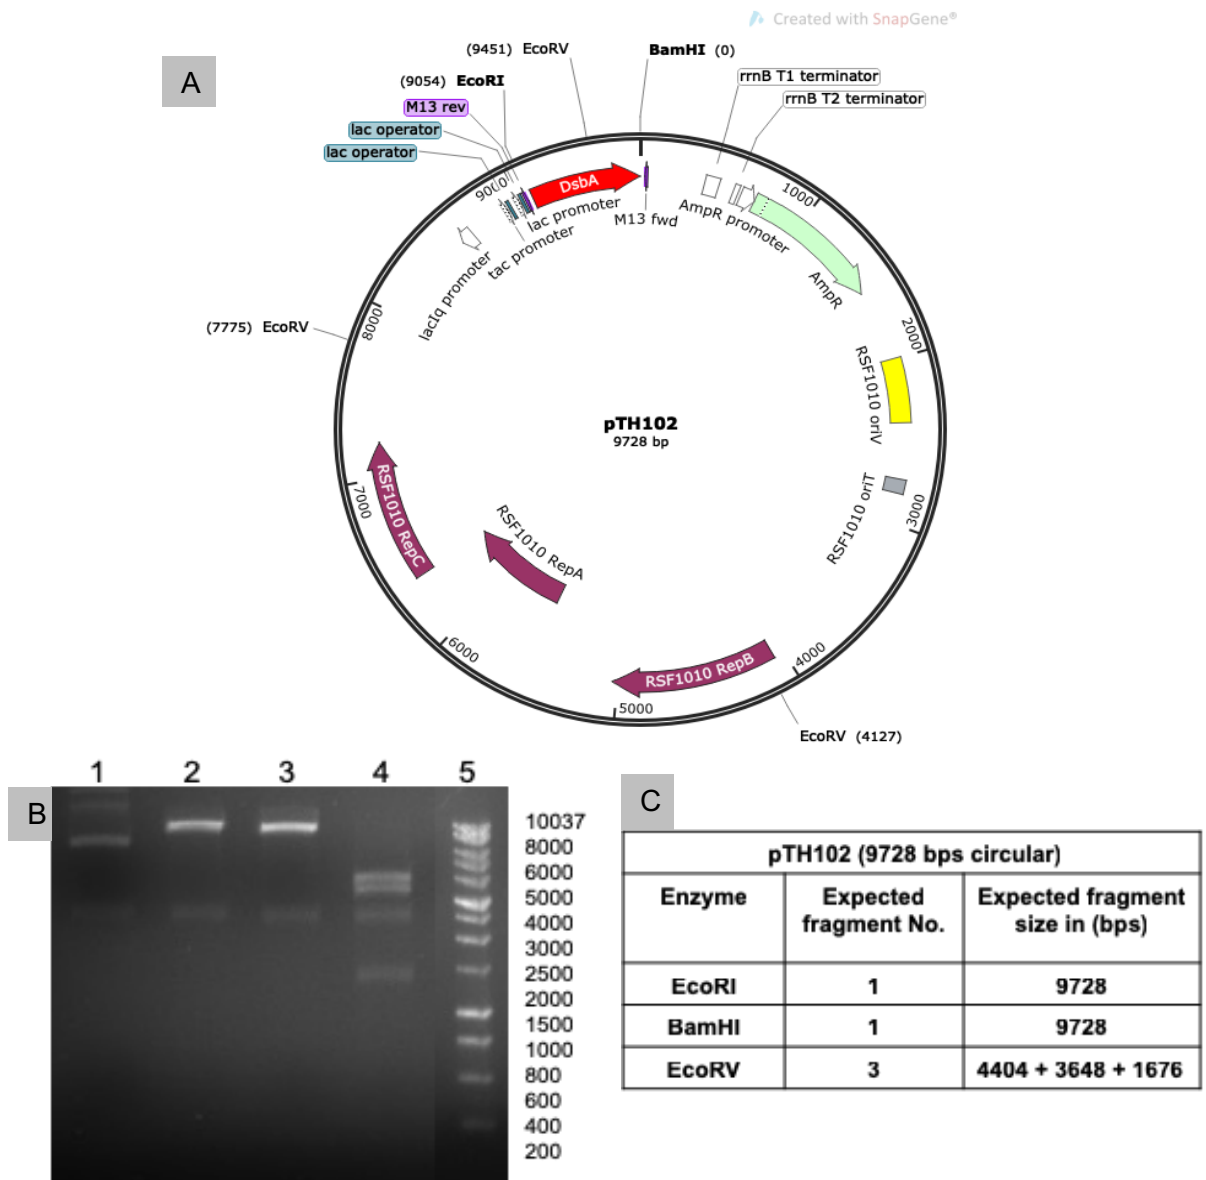 Created with SnapGene®
A
(9451) EcoRV
BamHI (0)
(9054) EcoRI
rrnB T1 terminator
M13 rev
rrnB T2 terminator
lac operator
lac operator
9000
DsbA
1000
lac promoter
M13 fwd
AmpR promoter
tac promoter
lacIq promoter
AmpR
(7775) EcoRV
8000
2000
RSF1010 oriV
pTH102
9728 bp
RSF1010 RepC
7000
RSF1010 oriT
3000
RSF1010 RepA
6000
4000
RSF1010 RepB
5000
EcoRV (4127)
B
1 2 3 4 5
10037
8000
6000
5000
4000
3000
2500
2000
1500
1000
800
600
400
200
C
pTH102 (9728 bps circular)
Enzyme Expected fragment No. Expected fragment size in (bps)
EcoRI 1 9728
BamHI 1 9728
EcoRV 3 4404 + 3648 + 1676